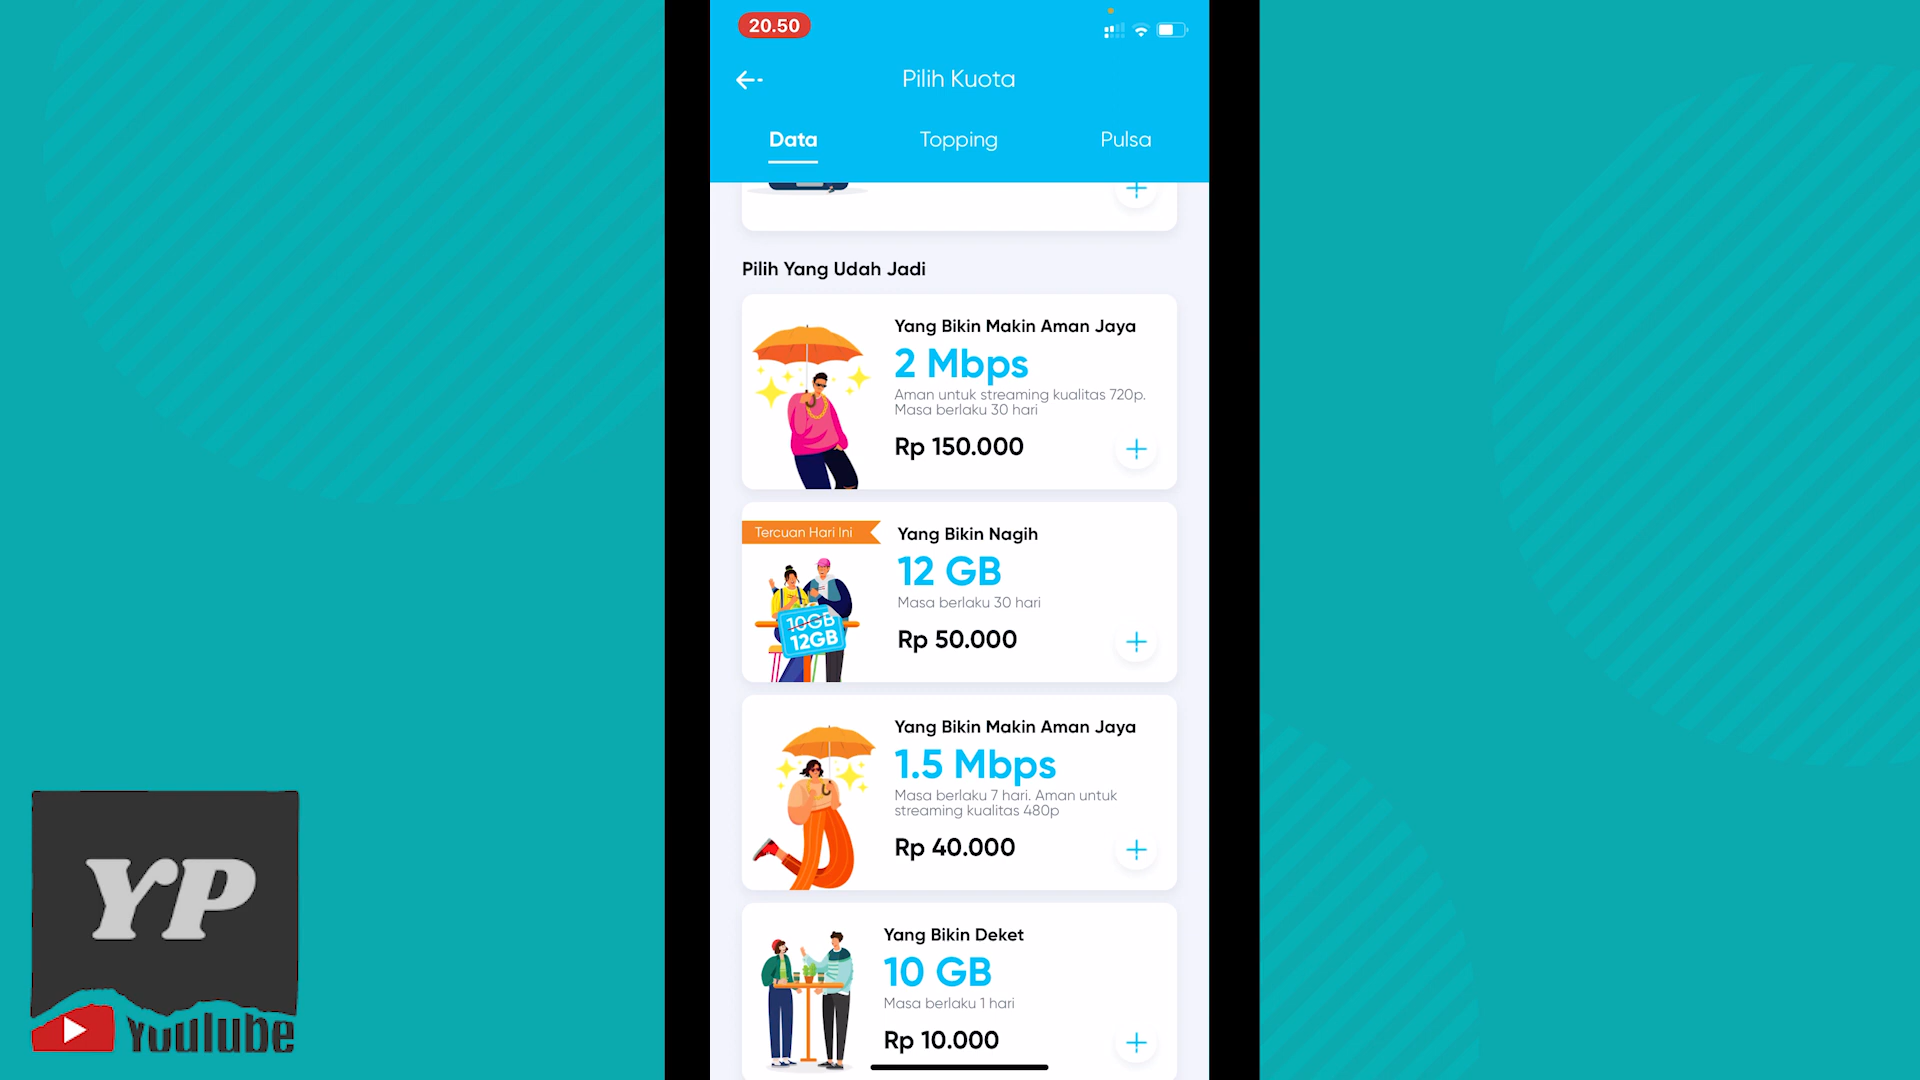 20.50
Pilih Kuota
Data
Topping
Pulsa
Pilih Yang Udah Jadi
Yang Bikin Makin Aman Jaya
2 Mbps
Aman untuk streaming kualitas 720p.
Masa berlaku 30 hari
Rp 150.000
Tercuan Hari Ini
Yang Bikin Nagih
12 GB
Masa berlaku 30 hari
10GB
12GB
Rp 50.000
Yang Bikin Makin Aman Jaya
1.5 Mbps
Masa berlaku 7 hari. Aman untuk
streaming kualitas 480p
Rp 40.000
Yang Bikin Deket
10 GB
Masa berlaku 1 hari
Rp 10.000
YP
YouTube